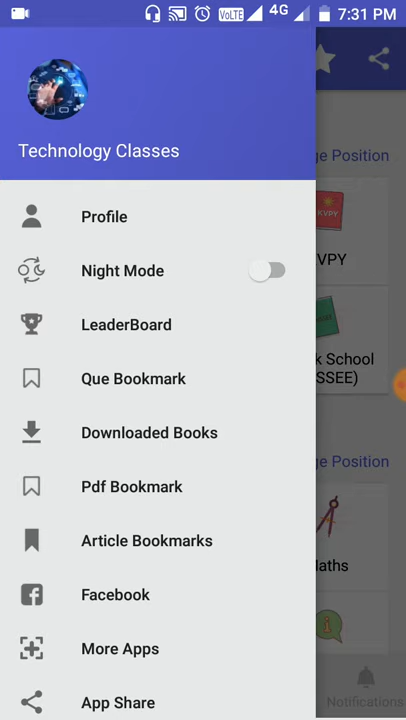 VoLTE 4G 7:31 PM
Technology Classes
ge Position
Profile
KVPY
VPY
Night Mode
LeaderBoard
k School
SSEE)
Que Bookmark
Downloaded Books
ge Position
Pdf Bookmark
Article Bookmarks
laths
Facebook
More Apps
App Share
Notifications